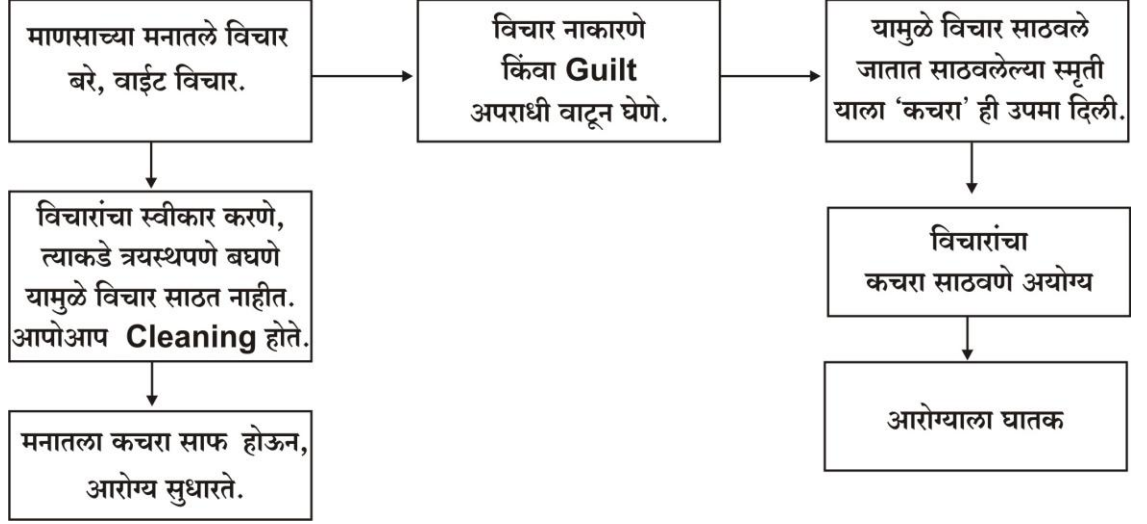 माणसाच्या मनातले विचार
बरे, वाईट विचार.
विचार नाकारणे
किंवा Guilt
अपराधी वाटून घेणे.
यामुळे विचार साठवले
जातात साठवलेल्या स्मृती
याला ‘कचरा’ ही उपमा दिली.
विचारांचा स्वीकार करणे,
त्याकडे त्रयस्थपणे बघणे
यामुळे विचार साठत नाहीत.
आपोआप Cleaning होते.
विचारांचा
कचरा साठवणे अयोग्य
मनातला कचरा साफ होऊन,
आरोग्य सुधारते.
आरोग्याला घातक